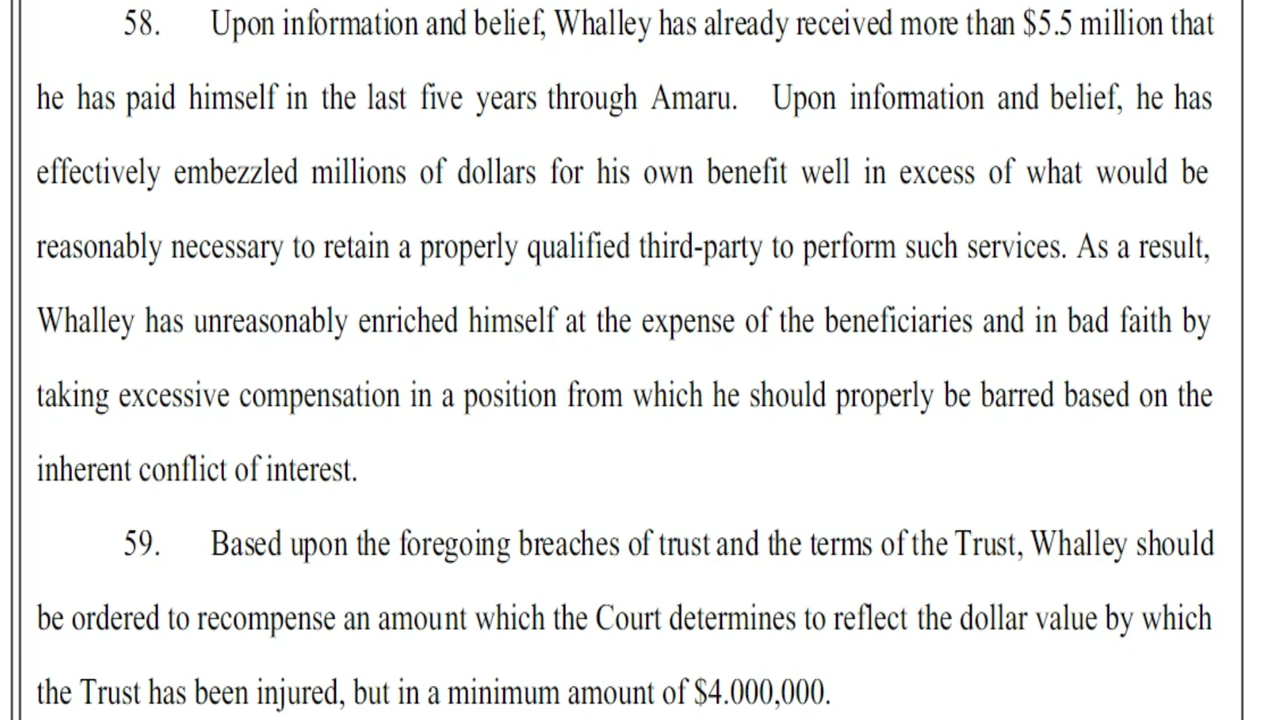 58. Upon information and belief, Whalley has already received more than $5.5 million that
he has paid himself in the last five years through Amaru. Upon information and belief, he has
effectively embezzled millions of dollars for his own benefit well in excess of what would be
reasonably necessary to retain a properly qualified third-party to perform such services. As a result,
Whalley has unreasonably enriched himself at the expense of the beneficiaries and in bad faith by
taking excessive compensation in a position from which he should properly be barred based on the
inherent conflict of interest.
59. Based upon the foregoing breaches of trust and the terms of the Trust, Whalley should
be ordered to recompense an amount which the Court determines to reflect the dollar value by which
the Trust has been injured, but in a minimum amount of $4.000,000.